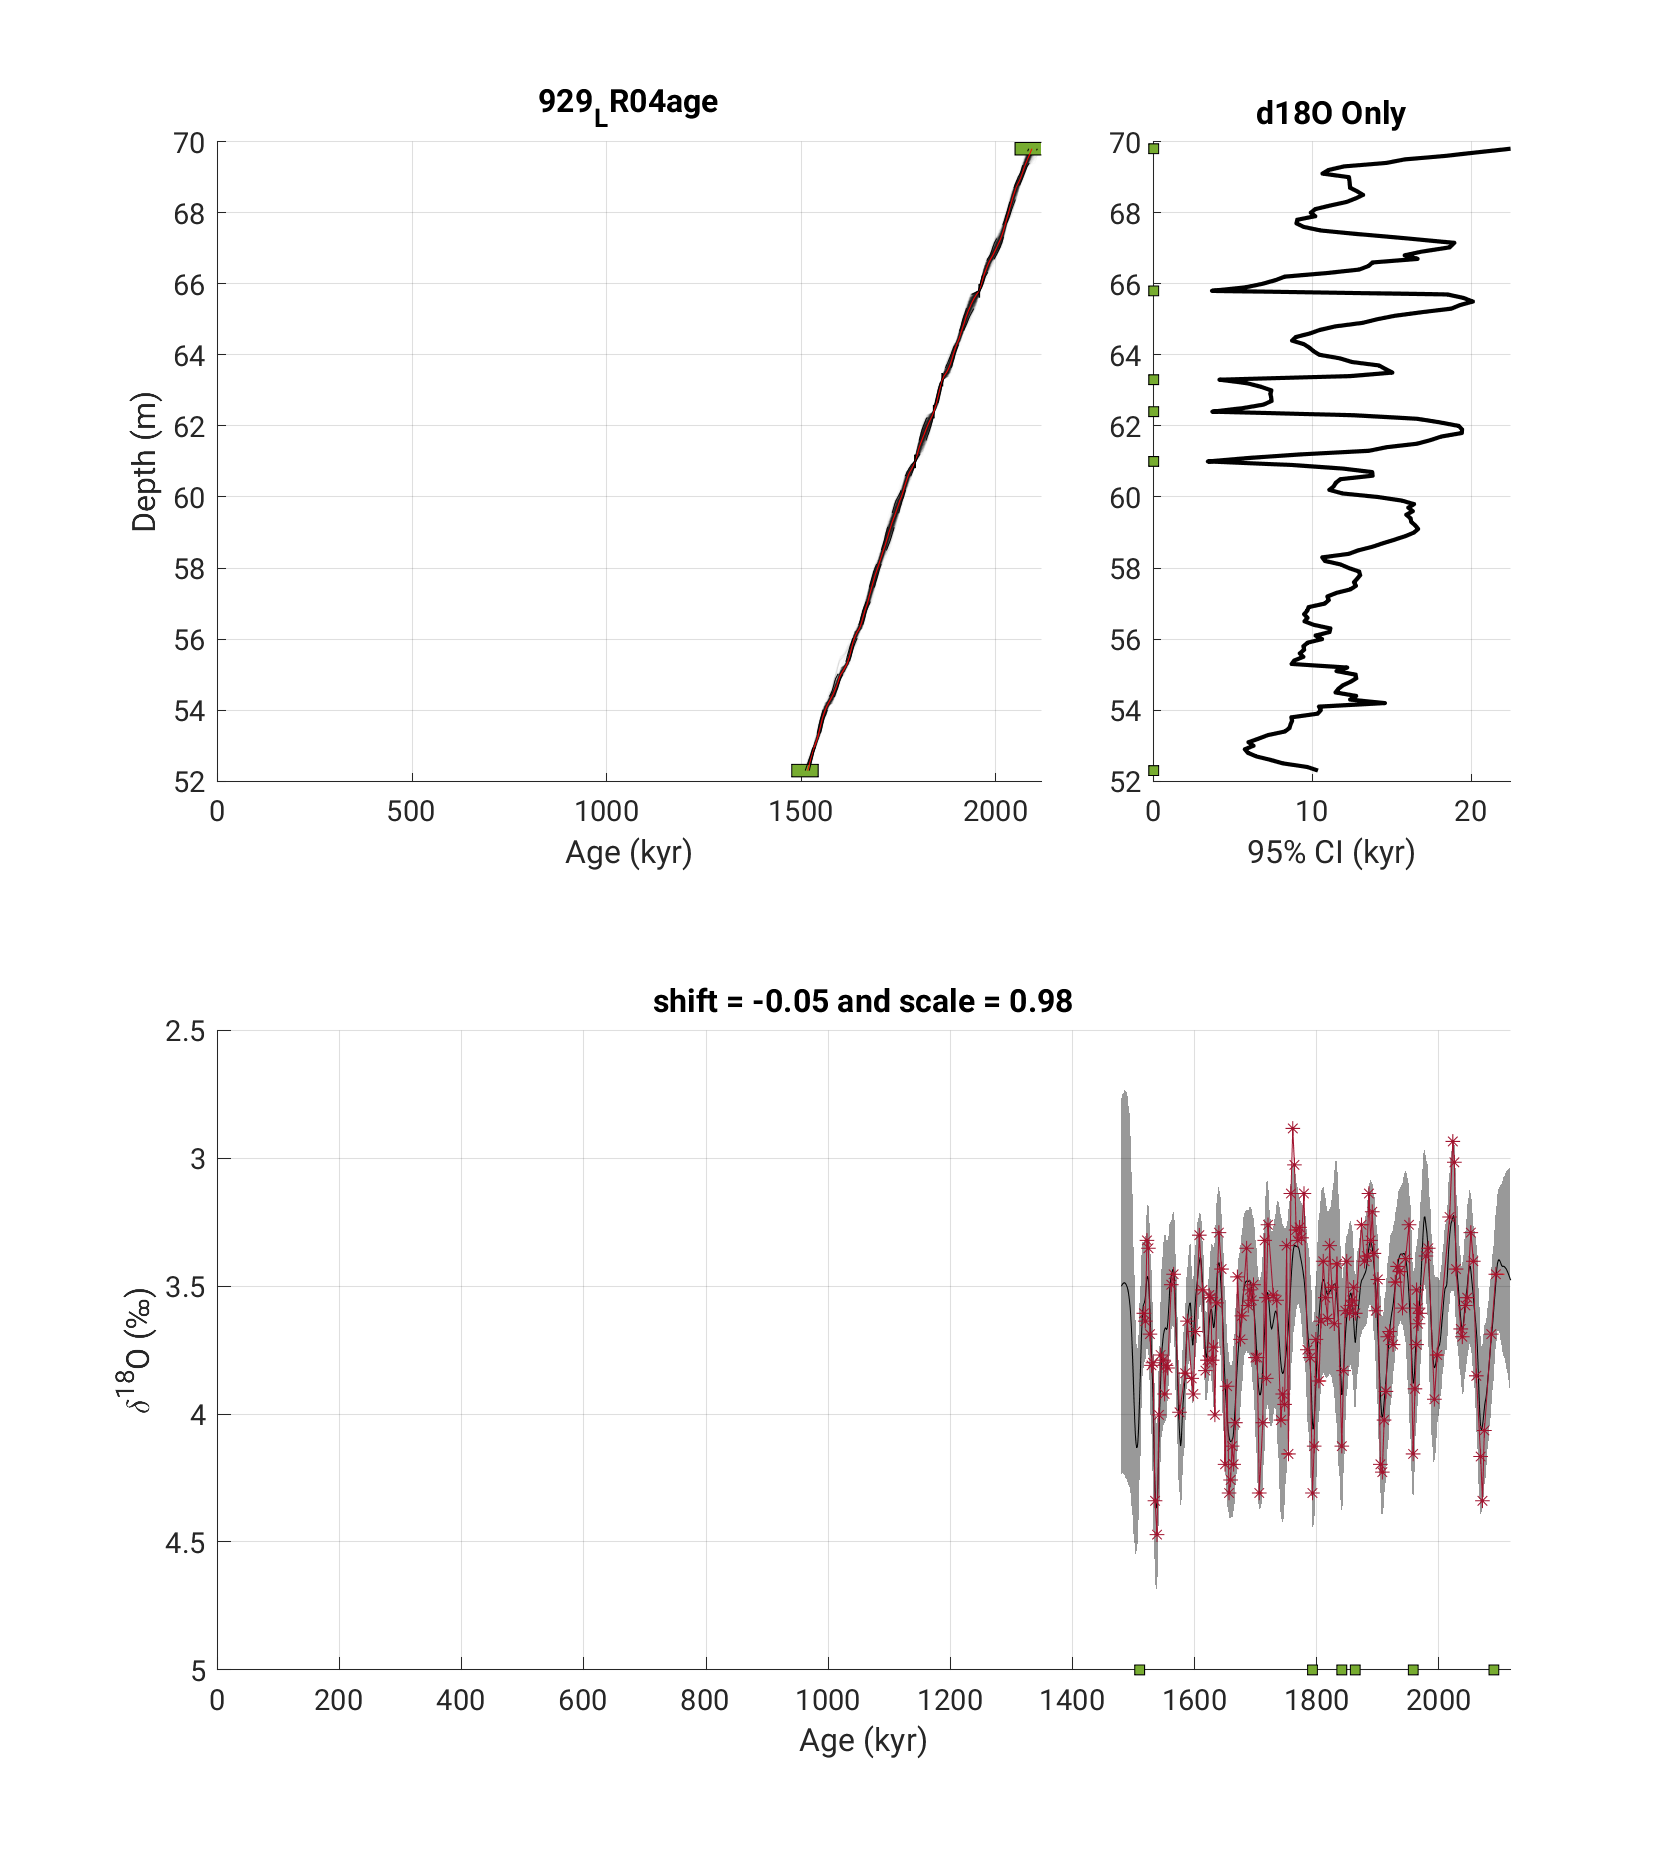 929_LR04age
70
68
66
64
62
60
58
56
54
52
Depth (m)
0 500 1000 1500 2000
Age (kyr)
d18O Only
70
68
66
64
62
60
58
56
54
52
0 10 20
95% CI (kyr)
shift = -0.05 and scale = 0.98
2.5
3
3.5
4
4.5
5
δ¹⁸O (‰)
0 200 400 600 800 1000 1200 1400 1600 1800 2000
Age (kyr)